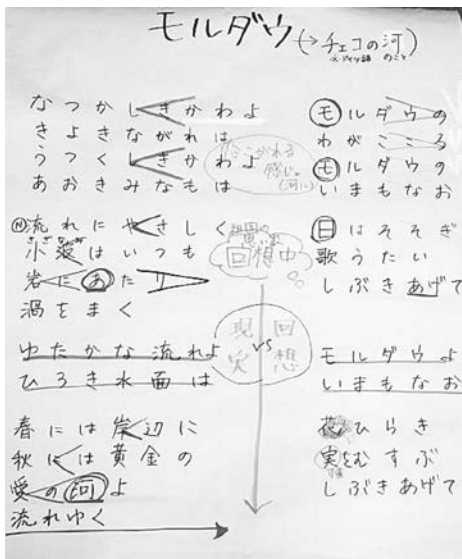 モルダウ(→チェコの河)
※ドイツ語 のこと
なつかしきかわよ モルダウの
きよきながれは わがこころ
うつくしきかわよ モルダウの
あおきみなもは いまもなお
感じ。
流れにやさしく 日はそそぎ
小波はいつも 歌うたい
さざなみ
岩にあたり しぶきあげて
渦をまく
回想中
現実 VS 回想
ゆたかな流れよ モルダウよ
ひろき水面は いまもなお
春には岸辺に 花ひらき
秋には黄金の 実をむすぶ
愛の河よ しぶきあげて
流れゆく